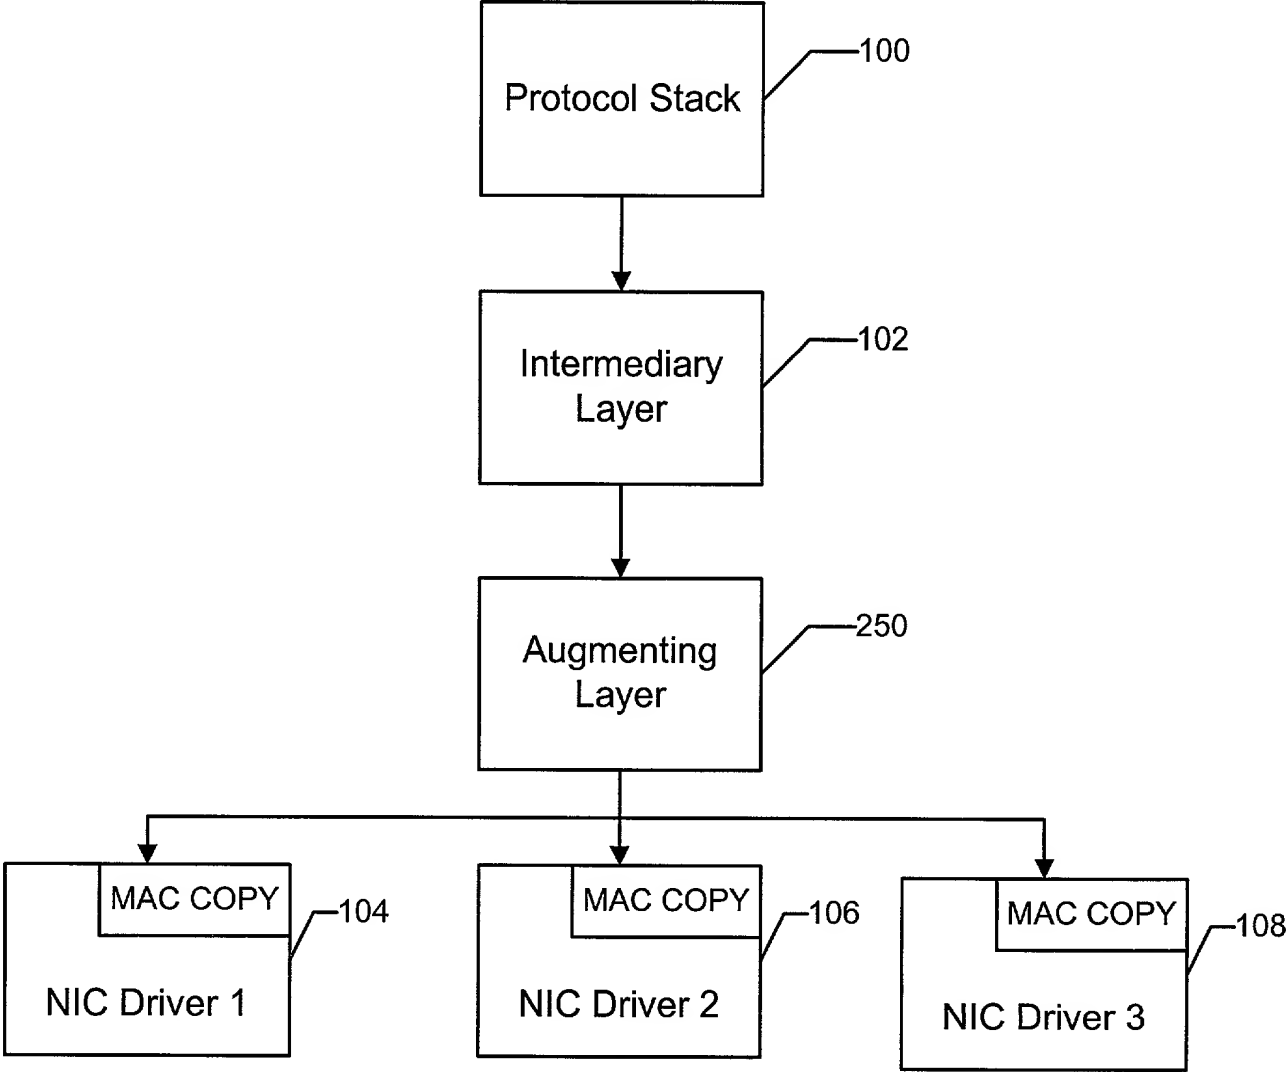 Protocol Stack
100
Intermediary
Layer
102
Augmenting
Layer
250
MAC COPY
NIC Driver 1
104
MAC COPY
NIC Driver 2
106
MAC COPY
NIC Driver 3
108